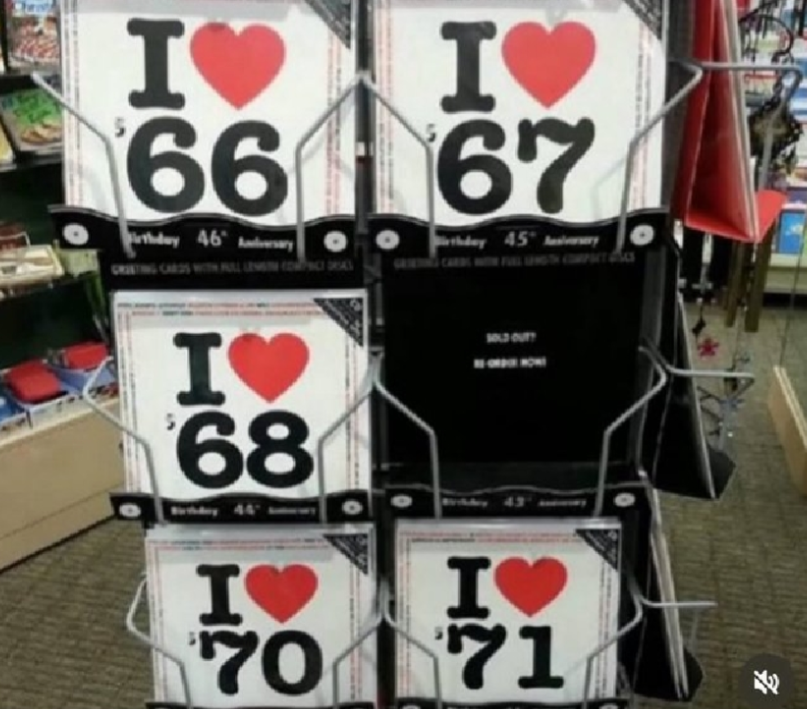 I ❤
'66
I ❤
'67
Birthday 46th Anniversary
Birthday 45th Anniversary
GREETING CARDS WITH FULL LENGTH COMPACT DISCS
GREETING CARDS WITH FULL LENGTH COMPACT DISCS
I ❤
'68
SOLD OUT?
RE-ORDER NOW!
Birthday 44th Anniversary
Birthday 43rd Anniversary
I ❤
'70
I ❤
'71